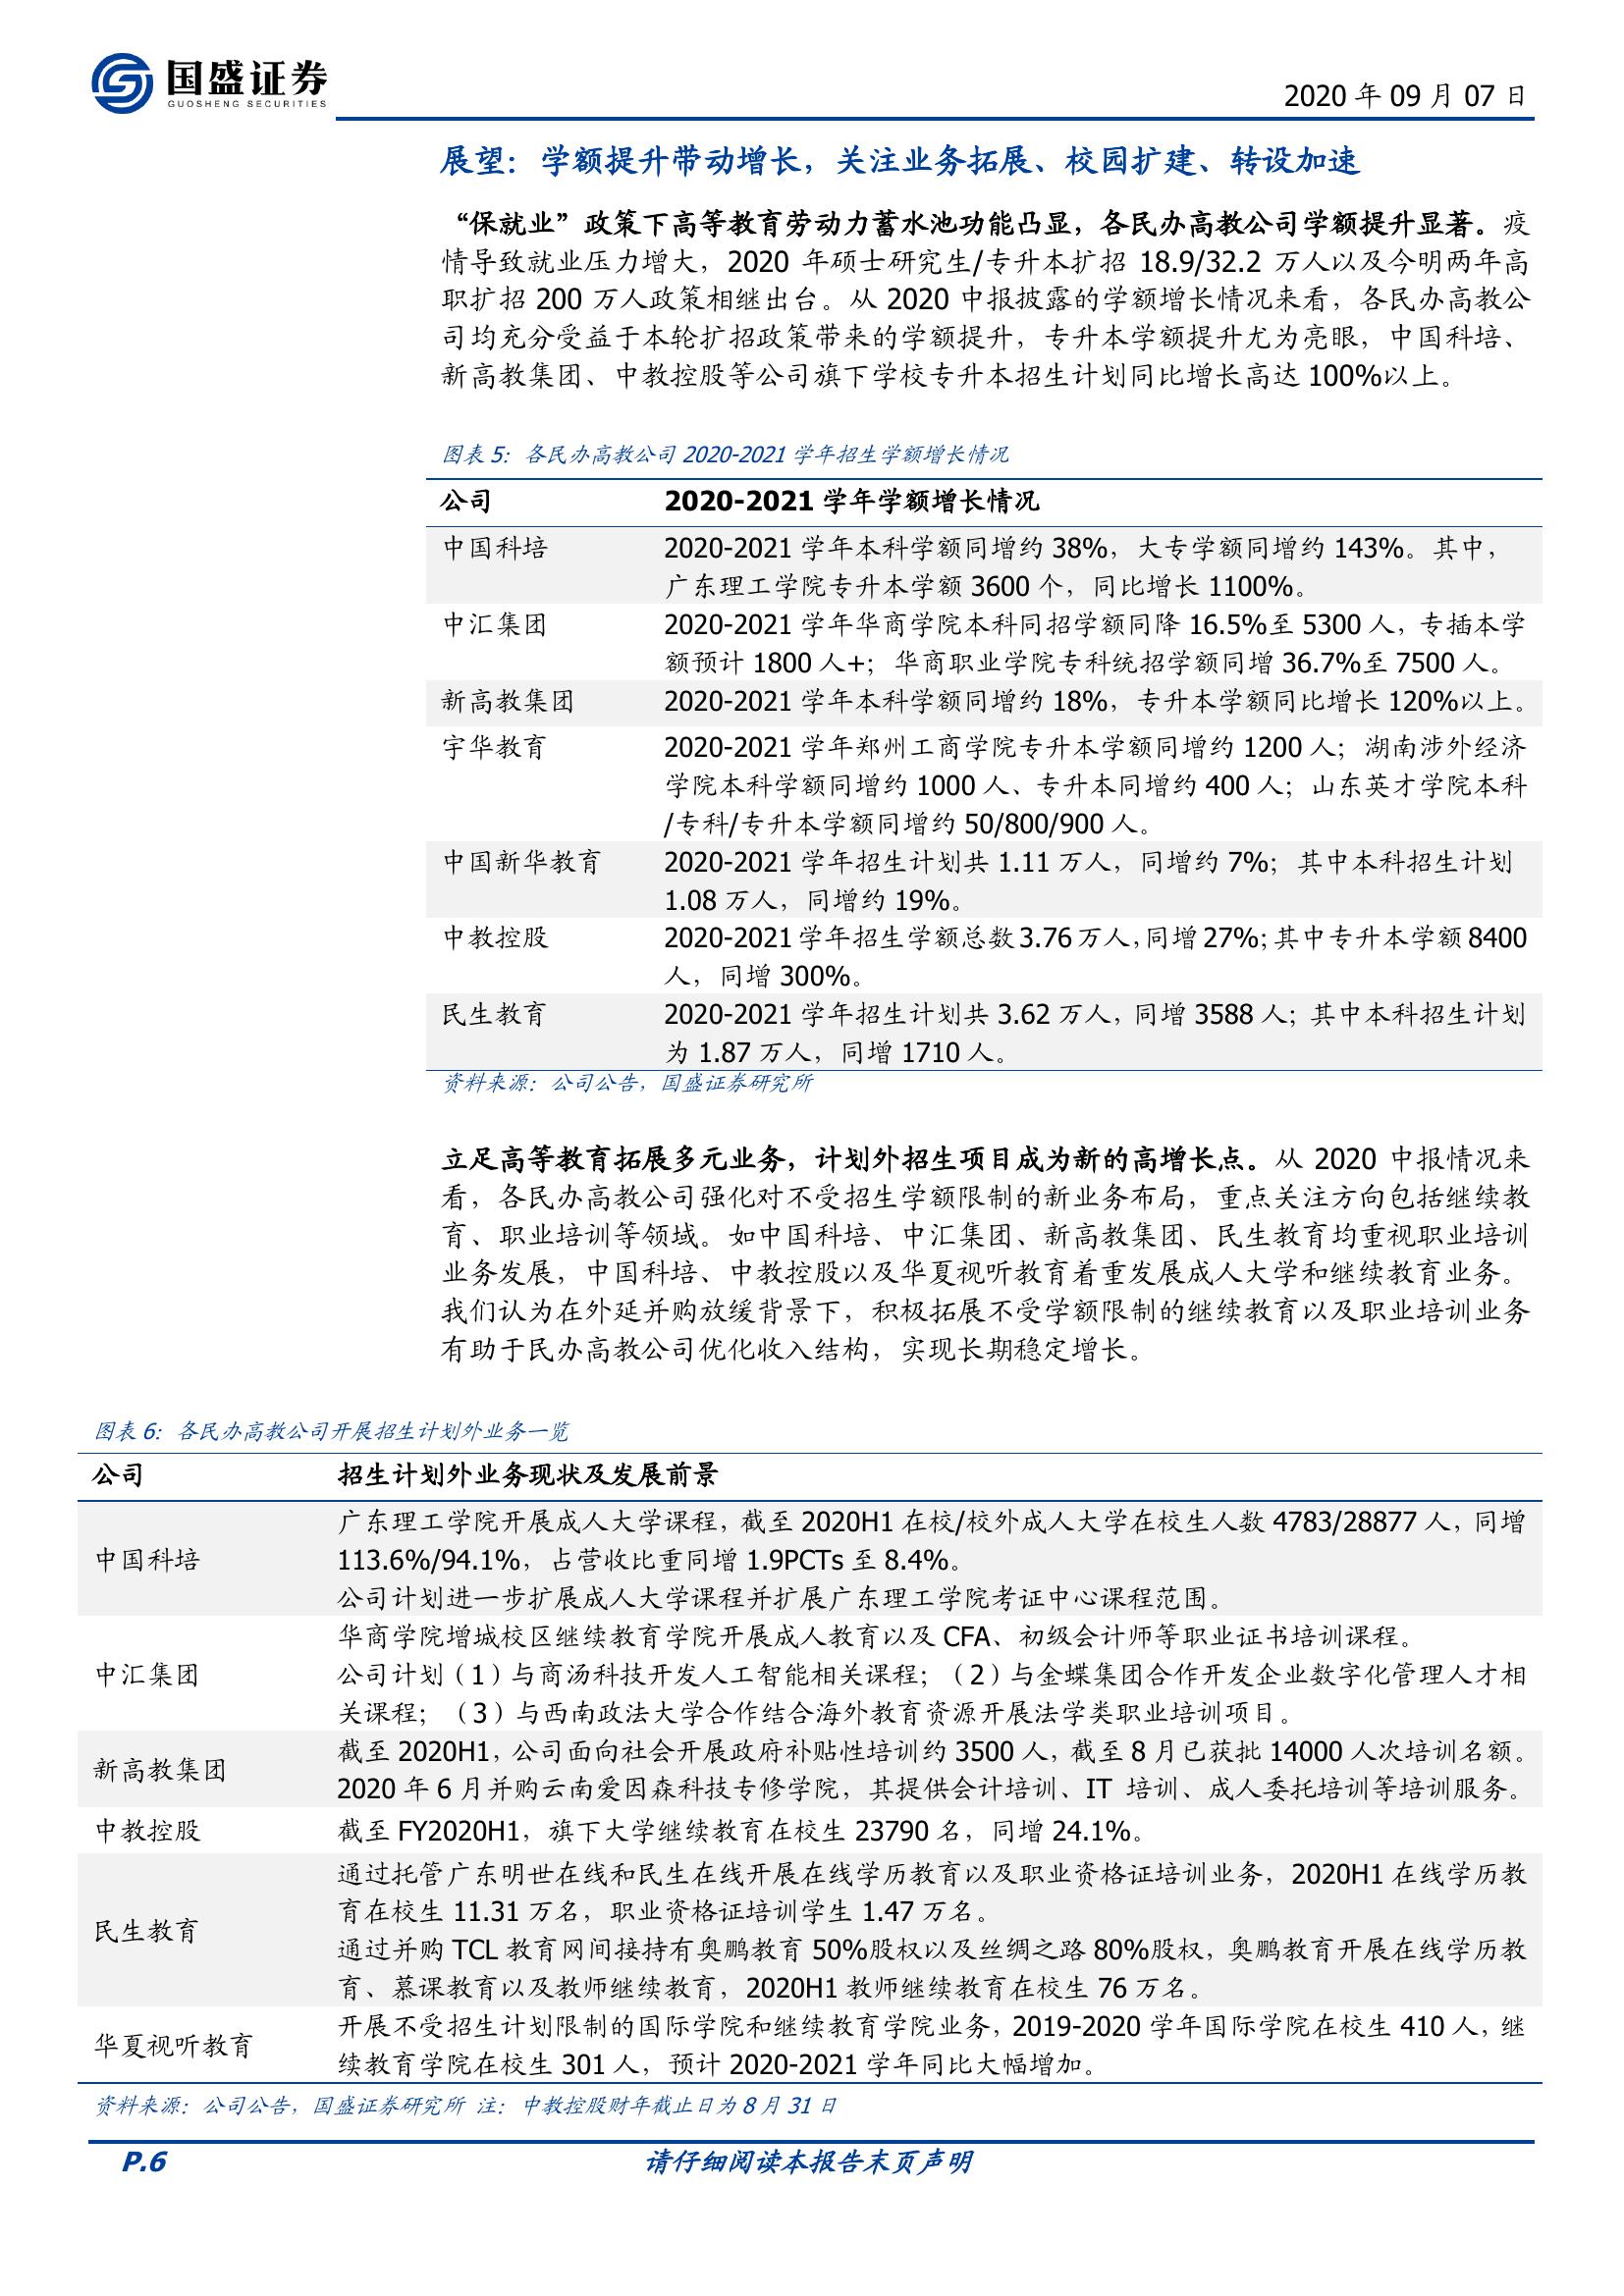 国盛证券
GUOSHENG SECURITIES
2020 年 09 月 07 日
展望：学额提升带动增长，关注业务拓展、校园扩建、转设加速
“保就业”政策下高等教育劳动力蓄水池功能凸显，各民办高教公司学额提升显著。疫
情导致就业压力增大，2020 年硕士研究生/专升本扩招 18.9/32.2 万人以及今明两年高
职扩招 200 万人政策相继出台。从 2020 中报披露的学额增长情况来看，各民办高教公
司均充分受益于本轮扩招政策带来的学额提升，专升本学额提升尤为亮眼，中国科培、
新高教集团、中教控股等公司旗下学校专升本招生计划同比增长高达 100%以上。
图表 5：各民办高教公司 2020-2021 学年招生学额增长情况
公司 2020-2021 学年学额增长情况
中国科培 2020-2021 学年本科学额同增约 38%，大专学额同增约 143%。其中，
广东理工学院专升本学额 3600 个，同比增长 1100%。
中汇集团 2020-2021 学年华商学院本科同招学额同降 16.5%至 5300 人，专插本学
额预计 1800 人+；华商职业学院专科统招学额同增 36.7%至 7500 人。
新高教集团 2020-2021 学年本科学额同增约 18%，专升本学额同比增长 120%以上。
宇华教育 2020-2021 学年郑州工商学院专升本学额同增约 1200 人；湖南涉外经济
学院本科学额同增约 1000 人、专升本同增约 400 人；山东英才学院本科
/专科/专升本学额同增约 50/800/900 人。
中国新华教育 2020-2021 学年招生计划共 1.11 万人，同增约 7%；其中本科招生计划
1.08 万人，同增约 19%。
中教控股 2020-2021 学年招生学额总数 3.76 万人，同增 27%；其中专升本学额 8400
人，同增 300%。
民生教育 2020-2021 学年招生计划共 3.62 万人，同增 3588 人；其中本科招生计划
为 1.87 万人，同增 1710 人。
资料来源：公司公告，国盛证券研究所
立足高等教育拓展多元业务，计划外招生项目成为新的高增长点。从 2020 中报情况来
看，各民办高教公司强化对不受招生学额限制的新业务布局，重点关注方向包括继续教
育、职业培训等领域。如中国科培、中汇集团、新高教集团、民生教育均重视职业培训
业务发展，中国科培、中教控股以及华夏视听教育着重发展成人大学和继续教育业务。
我们认为在外延并购放缓背景下，积极拓展不受学额限制的继续教育以及职业培训业务
有助于民办高教公司优化收入结构，实现长期稳定增长。
图表 6：各民办高教公司开展招生计划外业务一览
公司 招生计划外业务现状及发展前景
广东理工学院开展成人大学课程，截至 2020H1 在校/校外成人大学在校生人数 4783/28877 人，同增
中国科培 113.6%/94.1%，占营收比重同增 1.9PCTs 至 8.4%。
公司计划进一步扩展成人大学课程并扩展广东理工学院考证中心课程范围。
华商学院增城校区继续教育学院开展成人教育以及 CFA、初级会计师等职业证书培训课程。
中汇集团 公司计划（1）与商汤科技开发人工智能相关课程；（2）与金蝶集团合作开发企业数字化管理人才相
关课程；（3）与西南政法大学合作结合海外教育资源开展法学类职业培训项目。
新高教集团 截至 2020H1，公司面向社会开展政府补贴性培训约 3500 人，截至 8 月已获批 14000 人次培训名额。
2020 年 6 月并购云南爱因森科技专修学院，其提供会计培训、IT 培训、成人委托培训等培训服务。
中教控股 截至 FY2020H1，旗下大学继续教育在校生 23790 名，同增 24.1%。
通过托管广东明世在线和民生在线开展在线学历教育以及职业资格证培训业务，2020H1 在线学历教
民生教育 育在校生 11.31 万名，职业资格证培训学生 1.47 万名。
通过并购 TCL 教育网间接持有奥鹏教育 50%股权以及丝绸之路 80%股权，奥鹏教育开展在线学历教
育、慕课教育以及教师继续教育，2020H1 教师继续教育在校生 76 万名。
华夏视听教育 开展不受招生计划限制的国际学院和继续教育学院业务，2019-2020 学年国际学院在校生 410 人，继
续教育学院在校生 301 人，预计 2020-2021 学年同比大幅增加。
资料来源：公司公告，国盛证券研究所 注：中教控股财年截止日为 8 月 31 日
P.6 请仔细阅读本报告末页声明